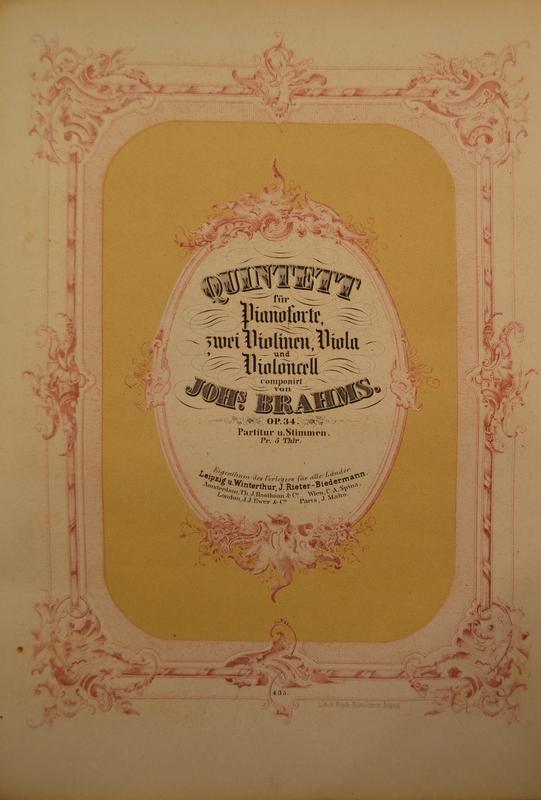 QUINTETT
für
Pianoforte,
zwei Violinen, Viola
und
Violoncell
componirt
von
JOHS. BRAHMS.
OP. 34.
Partitur u. Stimmen.
Pr. 5 Thlr.
Eigenthum des Verlegers für alle Länder
Leipzig u. Winterthur, J. Rieter-Biedermann.
Amsterdam, Th. J. Roothaan & Co. Wien, C. A. Spina.
London, J. J. Ewer & Co. Paris, J. Maho.
435.